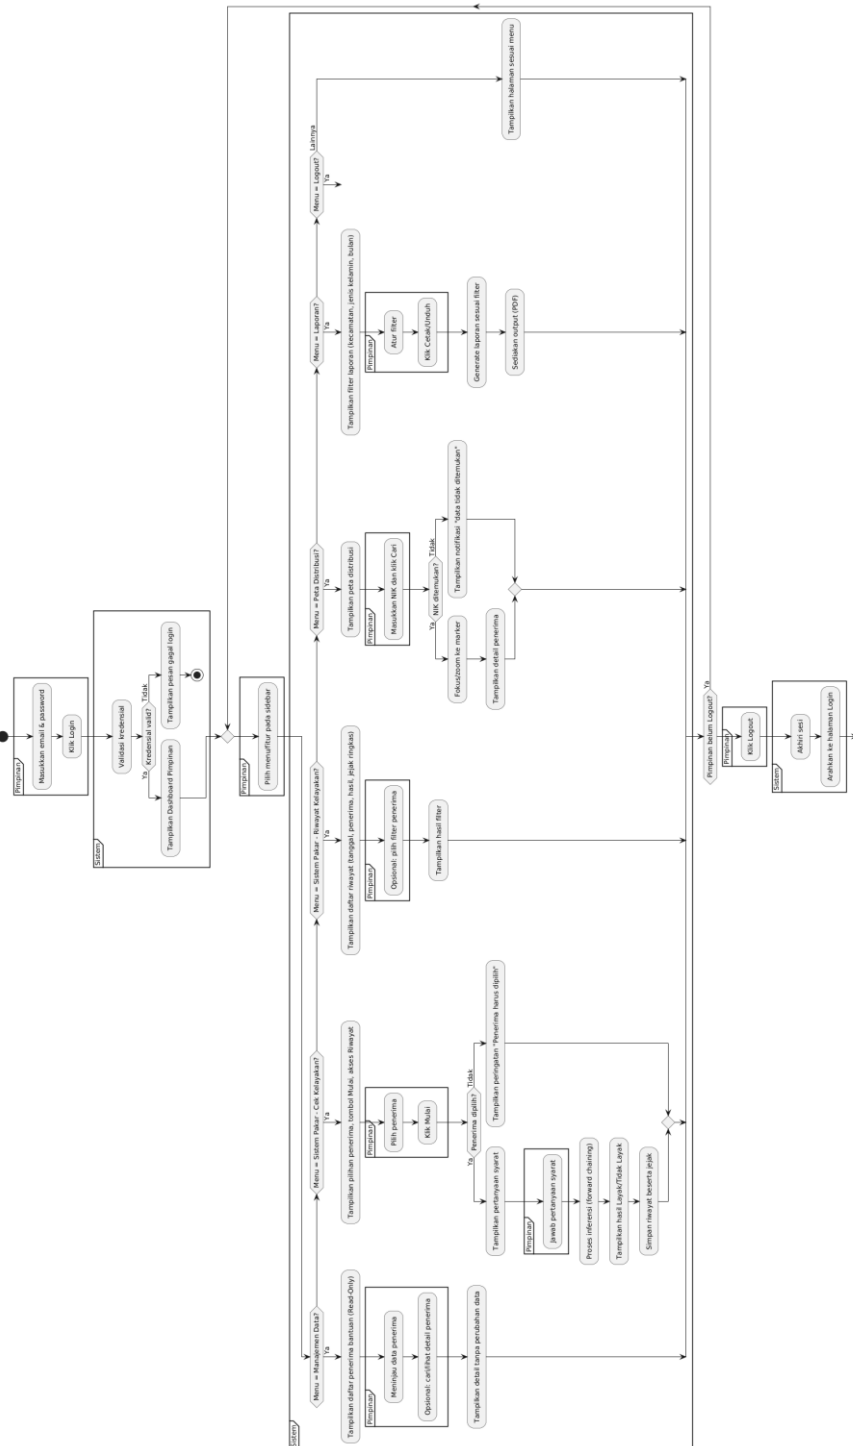 Pimpinan
Masukkan email & password
Klik Login
Sistem
Validasi kredensial
Kredensial valid?
Ya
Tidak
Tampilkan Dashboard Pimpinan
Tampilkan pesan gagal login
Pimpinan
Pilih menu/fitur pada sidebar
Sistem
Menu = Manajemen Data?
Ya
Tampilkan daftar penerima bantuan (Read-Only)
Pimpinan
Meninjau data penerima
Opsional: cari/lihat detail penerima
Tampilkan detail tanpa perubahan data
Menu = Sistem Pakar - Cek Kelayakan?
Ya
Tampilkan pilihan penerima, tombol Mulai, akses Riwayat
Pimpinan
Pilih penerima
Klik Mulai
Penerima dipilih?
Ya
Tidak
Tampilkan pertanyaan syarat
Pimpinan
Jawab pertanyaan syarat
Proses inferensi (forward chaining)
Tampilkan hasil Layak/Tidak Layak
Simpan riwayat beserta jejak
Tampilkan peringatan "Penerima harus dipilih"
Menu = Sistem Pakar - Riwayat Kelayakan?
Ya
Tampilkan daftar riwayat (tanggal, penerima, hasil, jejak ringkas)
Pimpinan
Opsional: pilih filter penerima
Tampilkan hasil filter
Menu = Peta Distribusi?
Ya
Tampilkan peta distribusi
Pimpinan
Masukkan NIK dan klik Cari
NIK ditemukan?
Ya
Tidak
Fokus/zoom ke marker
Tampilkan detail penerima
Tampilkan notifikasi "data tidak ditemukan"
Menu = Laporan?
Ya
Tampilkan filter laporan (kecamatan, jenis kelamin, bulan)
Pimpinan
Atur filter
Klik Cetak/Unduh
Generate laporan sesuai filter
Sediakan output (PDF)
Menu = Logout?
Ya
Lainnya
Tampilkan halaman sesuai menu
Pimpinan belum Logout?
Ya
Pimpinan
Klik Logout
Sistem
Akhiri sesi
Arahkan ke halaman Login